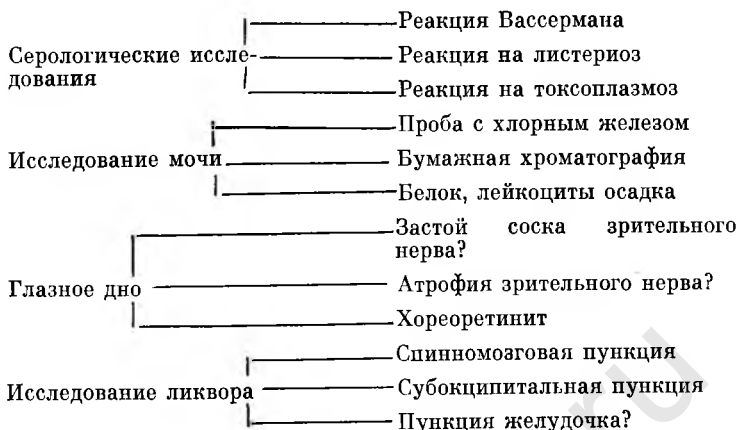 Реакция Вассермана
Серологические иссле-
дования
Реакция на листериоз
Реакция на токсоплазмоз
Проба с хлорным железом
Исследование мочи
Бумажная хроматография
Белок, лейкоциты осадка
Застой соска зрительного
нерва?
Глазное дно
Атрофия зрительного нерва?
Хореоретинит
Спинномозговая пункция
Исследование ликвора
Субокципитальная пункция
Пункция желудочка?
ru